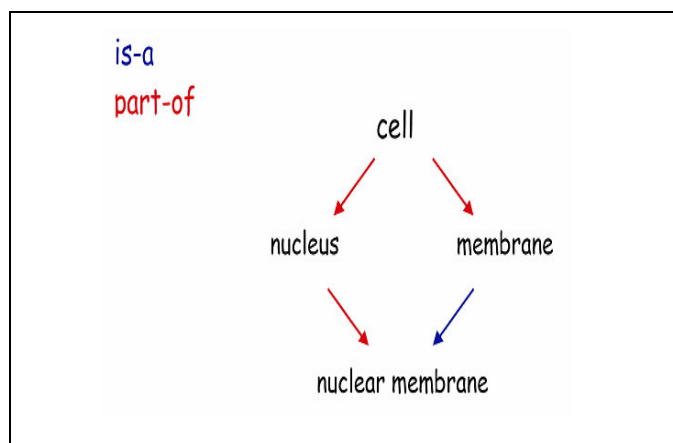 is-a
part-of
cell
nucleus membrane
nuclear membrane